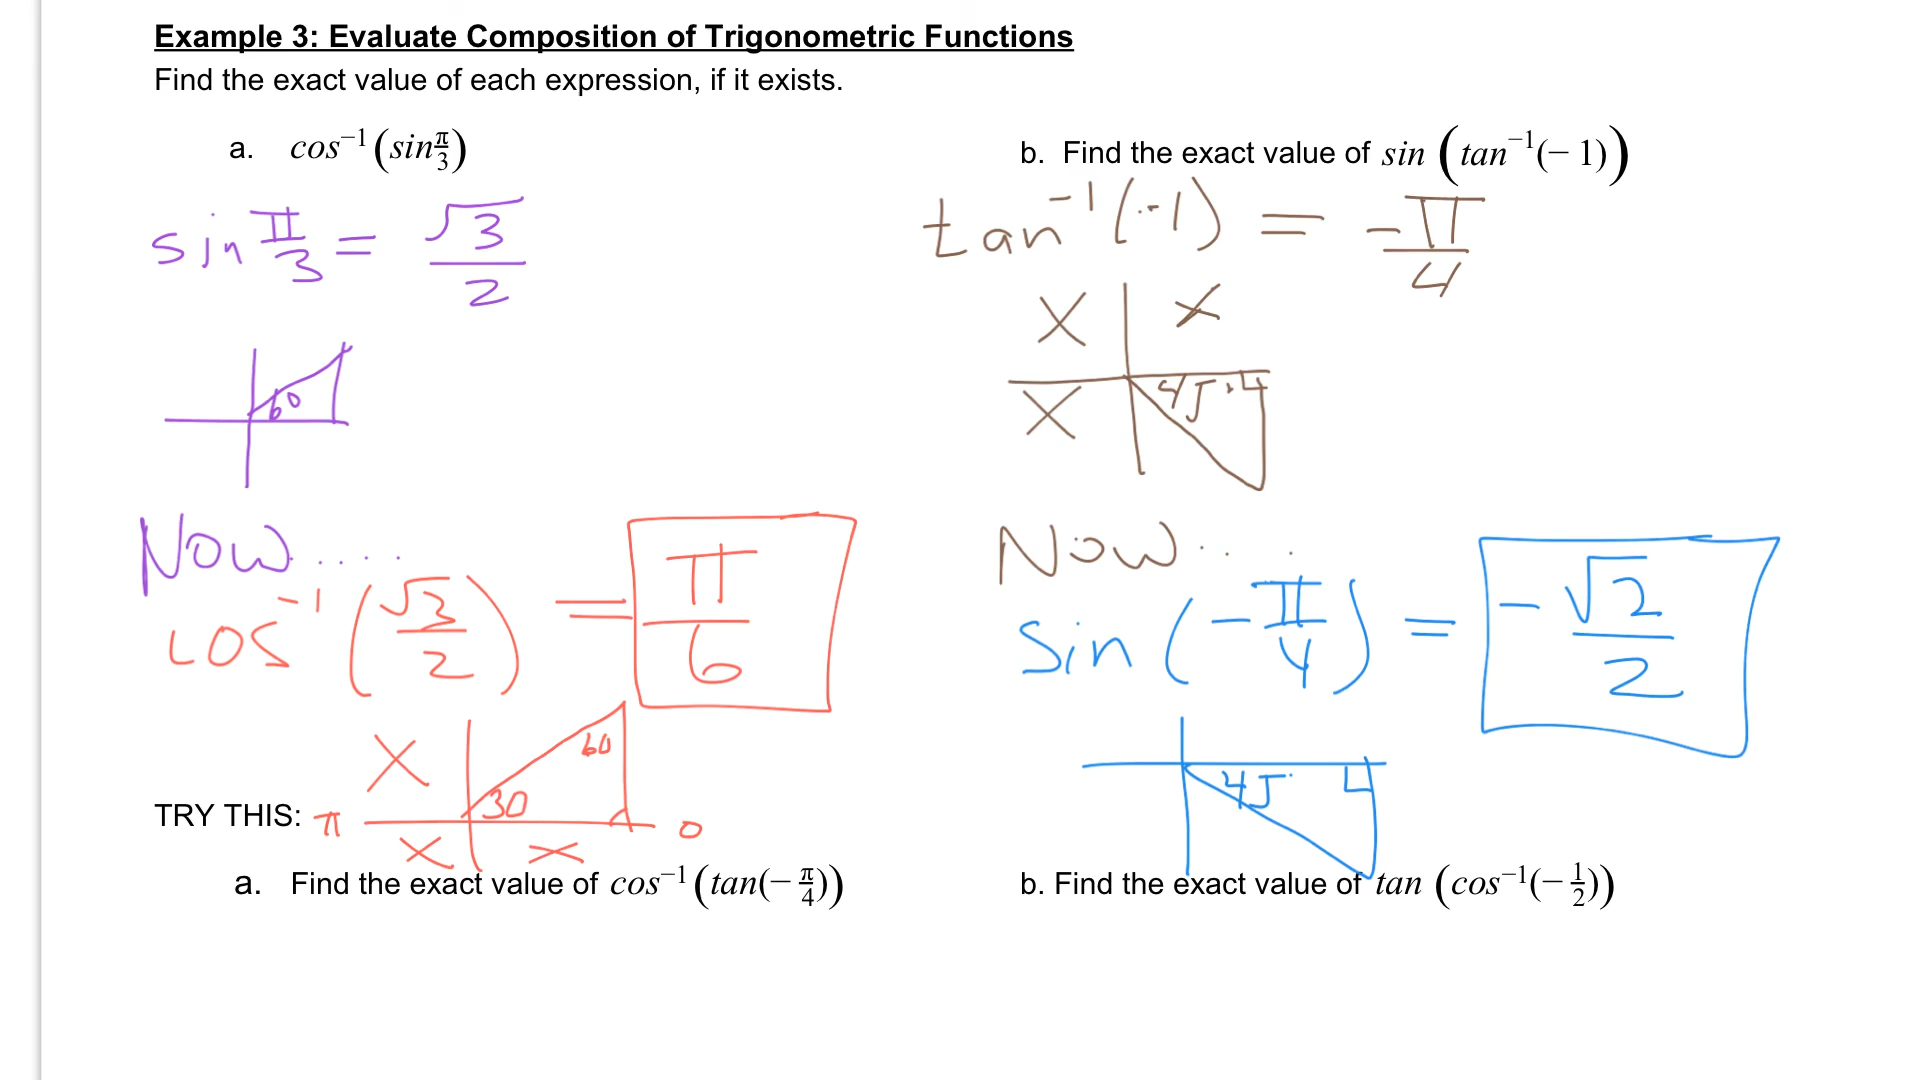 Example 3: Evaluate Composition of Trigonometric Functions
Find the exact value of each expression, if it exists.
a. cos⁻¹(sin π/3)
sin π/3 = √3/2
60
Now....
cos⁻¹(√3/2) = π/6
X 60
30
π 0
X X
b. Find the exact value of sin (tan⁻¹(− 1))
tan⁻¹(-1) = -π/4
X X
X 45
Now...
sin(-π/4) = -√2/2
45
TRY THIS:
a. Find the exact value of cos⁻¹(tan(− π/4))
b. Find the exact value of tan (cos⁻¹(− 1/2))